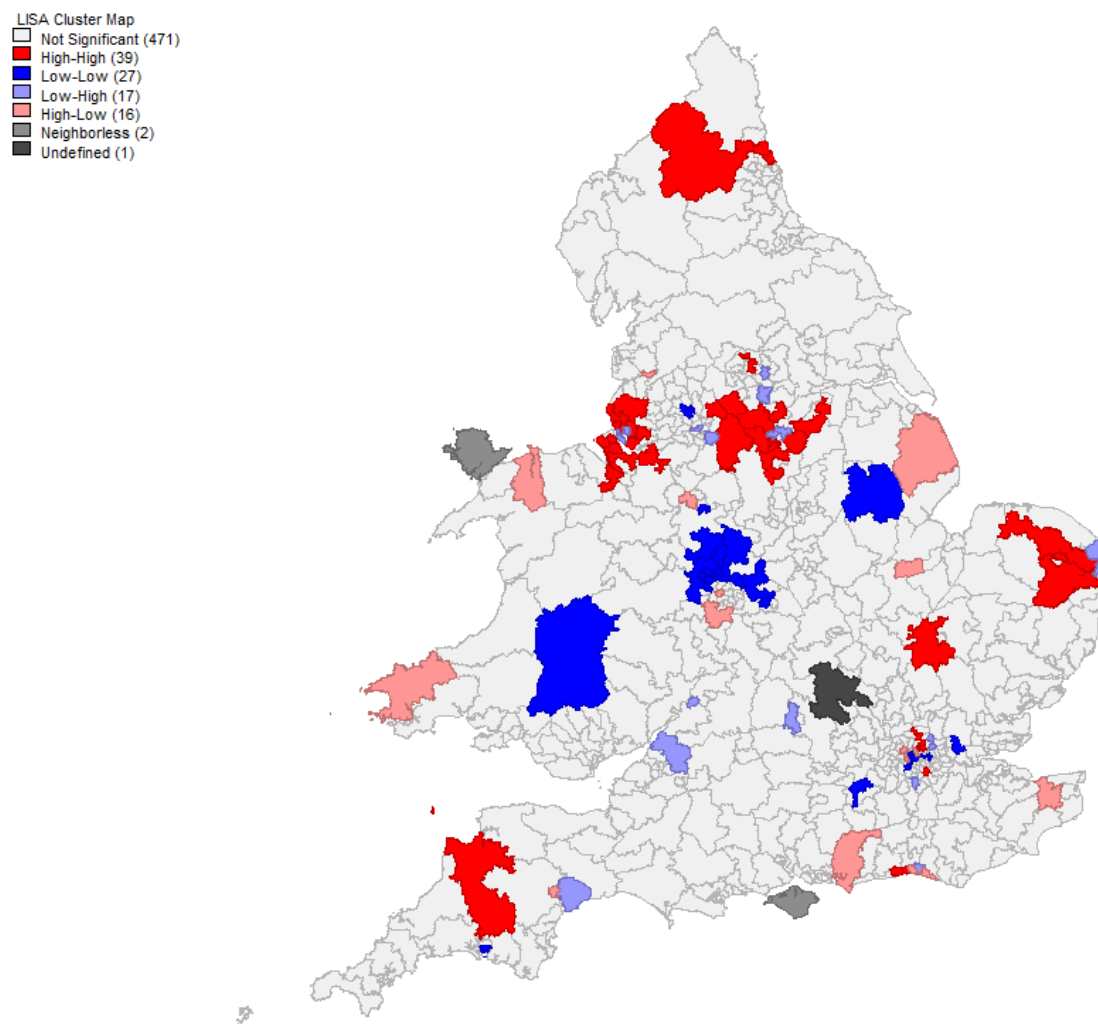 LISA Cluster Map
Not Significant (471)
High-High (39)
Low-Low (27)
Low-High (17)
High-Low (16)
Neighborless (2)
Undefined (1)